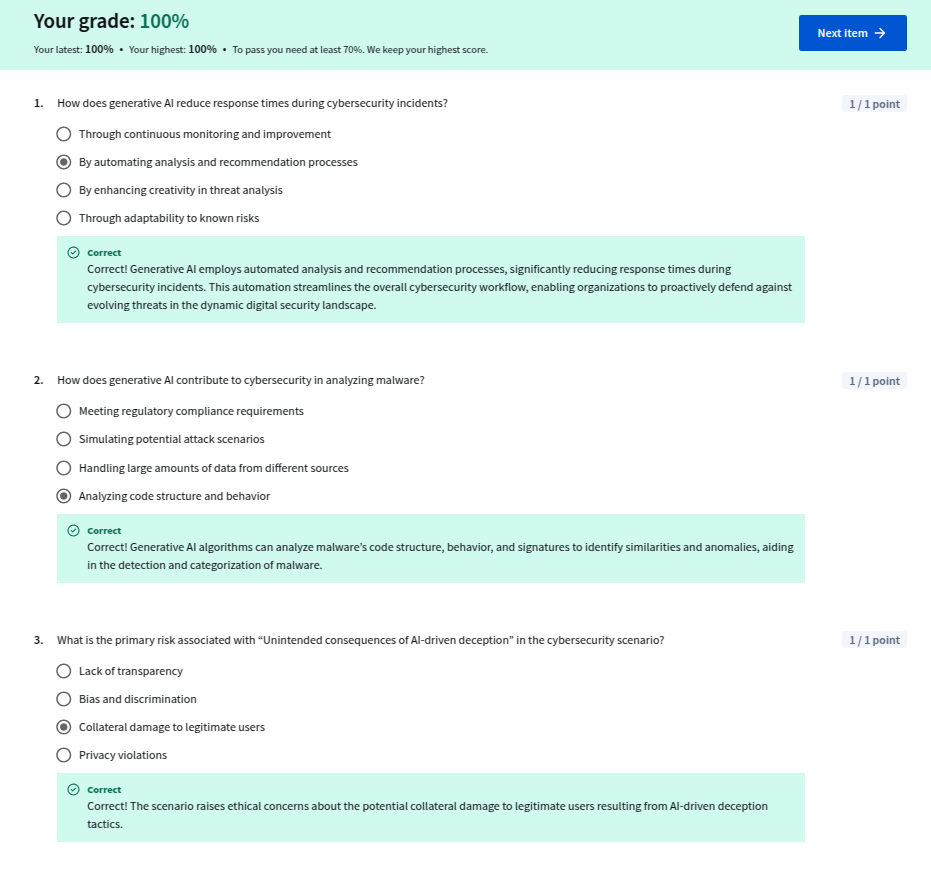 Your grade: 100%
Your latest: 100% • Your highest: 100% • To pass you need at least 70%. We keep your highest score.
Next item →
1. How does generative AI reduce response times during cybersecurity incidents?
1 / 1 point
Through continuous monitoring and improvement
By automating analysis and recommendation processes
By enhancing creativity in threat analysis
Through adaptability to known risks
Correct
Correct! Generative AI employs automated analysis and recommendation processes, significantly reducing response times during
cybersecurity incidents. This automation streamlines the overall cybersecurity workflow, enabling organizations to proactively defend against
evolving threats in the dynamic digital security landscape.
2. How does generative AI contribute to cybersecurity in analyzing malware?
1 / 1 point
Meeting regulatory compliance requirements
Simulating potential attack scenarios
Handling large amounts of data from different sources
Analyzing code structure and behavior
Correct
Correct! Generative AI algorithms can analyze malware's code structure, behavior, and signatures to identify similarities and anomalies, aiding
in the detection and categorization of malware.
3. What is the primary risk associated with “Unintended consequences of AI-driven deception” in the cybersecurity scenario?
1 / 1 point
Lack of transparency
Bias and discrimination
Collateral damage to legitimate users
Privacy violations
Correct
Correct! The scenario raises ethical concerns about the potential collateral damage to legitimate users resulting from AI-driven deception
tactics.